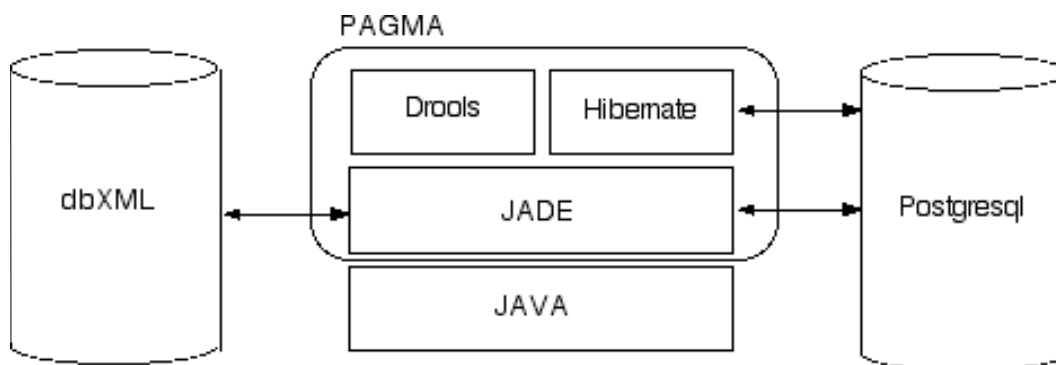 PAGMA
Drools
Hibernate
dbXML
JADE
Postgresql
JAVA